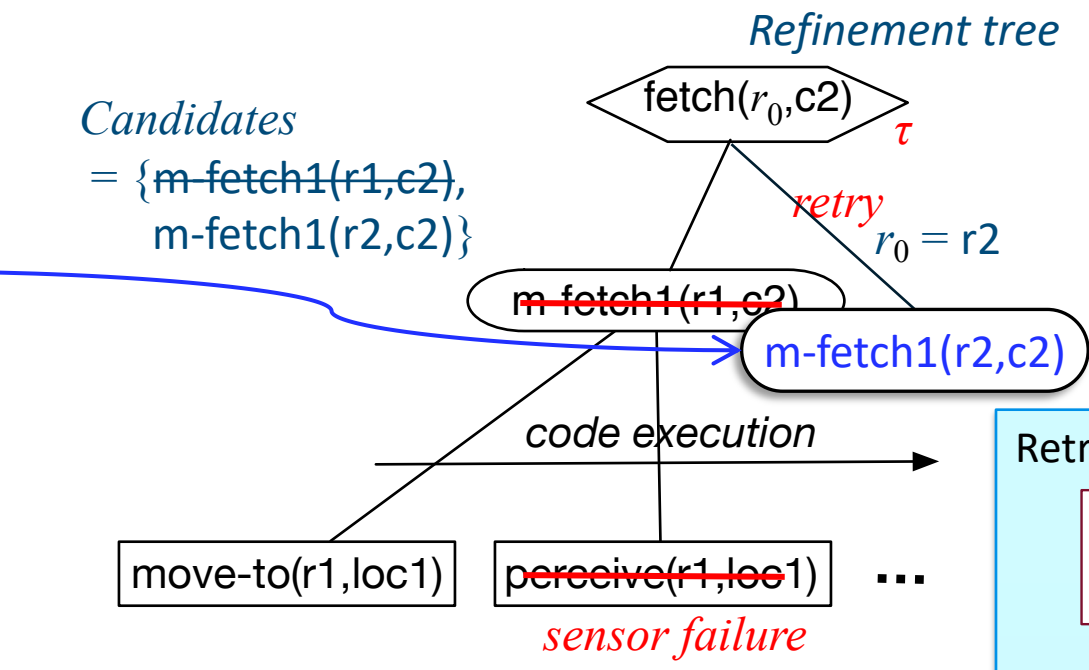 Refinement tree
fetch(r0,c2)
τ
Candidates
= {m-fetch1(r1,c2),
m-fetch1(r2,c2)}
retry
r0 = r2
m-fetch1(r1,c2)
m-fetch1(r2,c2)
code execution
Retr
move-to(r1,loc1)
perceive(r1,loc1)
...
sensor failure